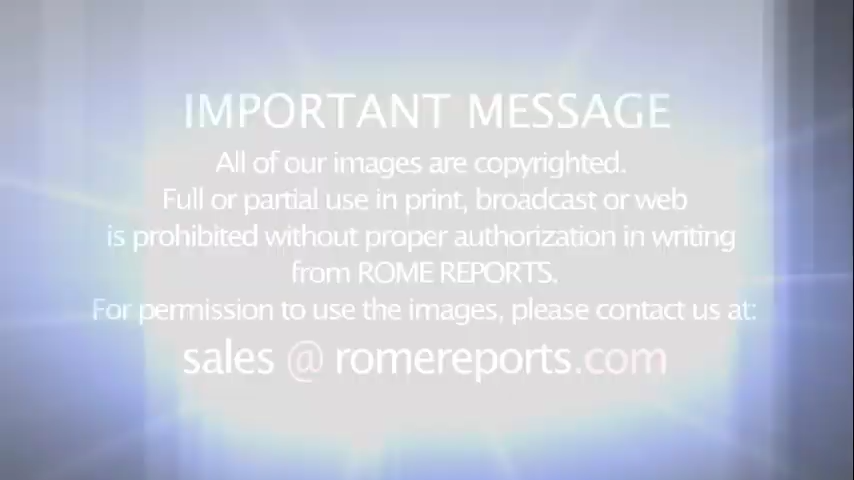 IMPORTANT MESSAGE
All of our images are copyrighted.
Full or partial use in print, broadcast or web
is prohibited without proper authorization in writing
from ROME REPORTS.
For permission to use the images, please contact us at:
sales @ romereports.com